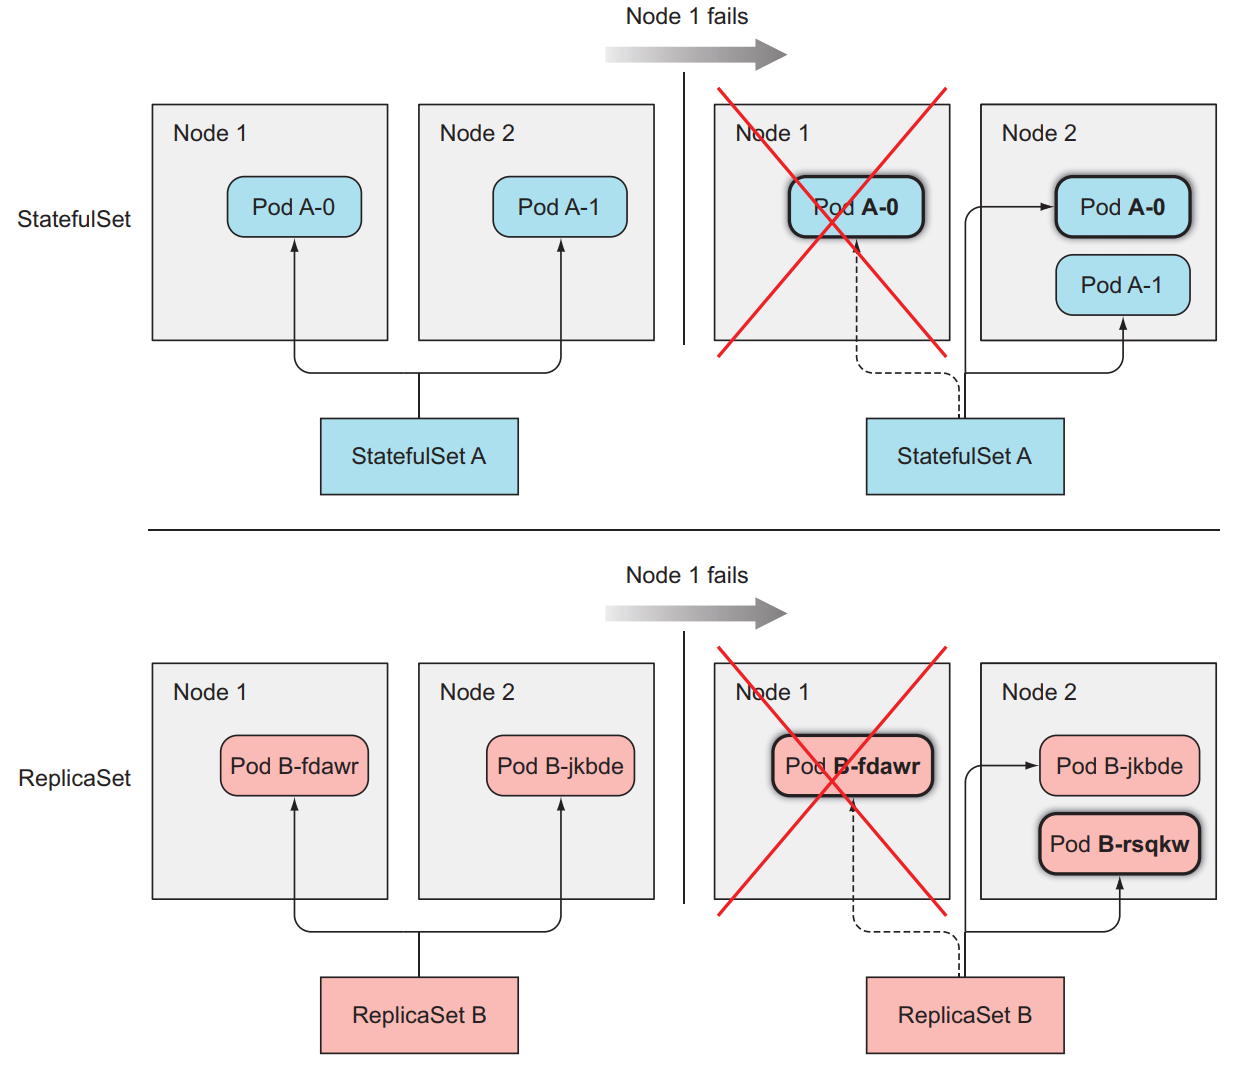 Node 1 fails
Node 1
Node 2
Node 1
Node 2
StatefulSet
Pod A-0
Pod A-1
Pod A-0
Pod A-0
Pod A-1
StatefulSet A
StatefulSet A
Node 1 fails
Node 1
Node 2
Node 1
Node 2
ReplicaSet
Pod B-fdawr
Pod B-jkbde
Pod B-fdawr
Pod B-jkbde
Pod B-rsqkw
ReplicaSet B
ReplicaSet B